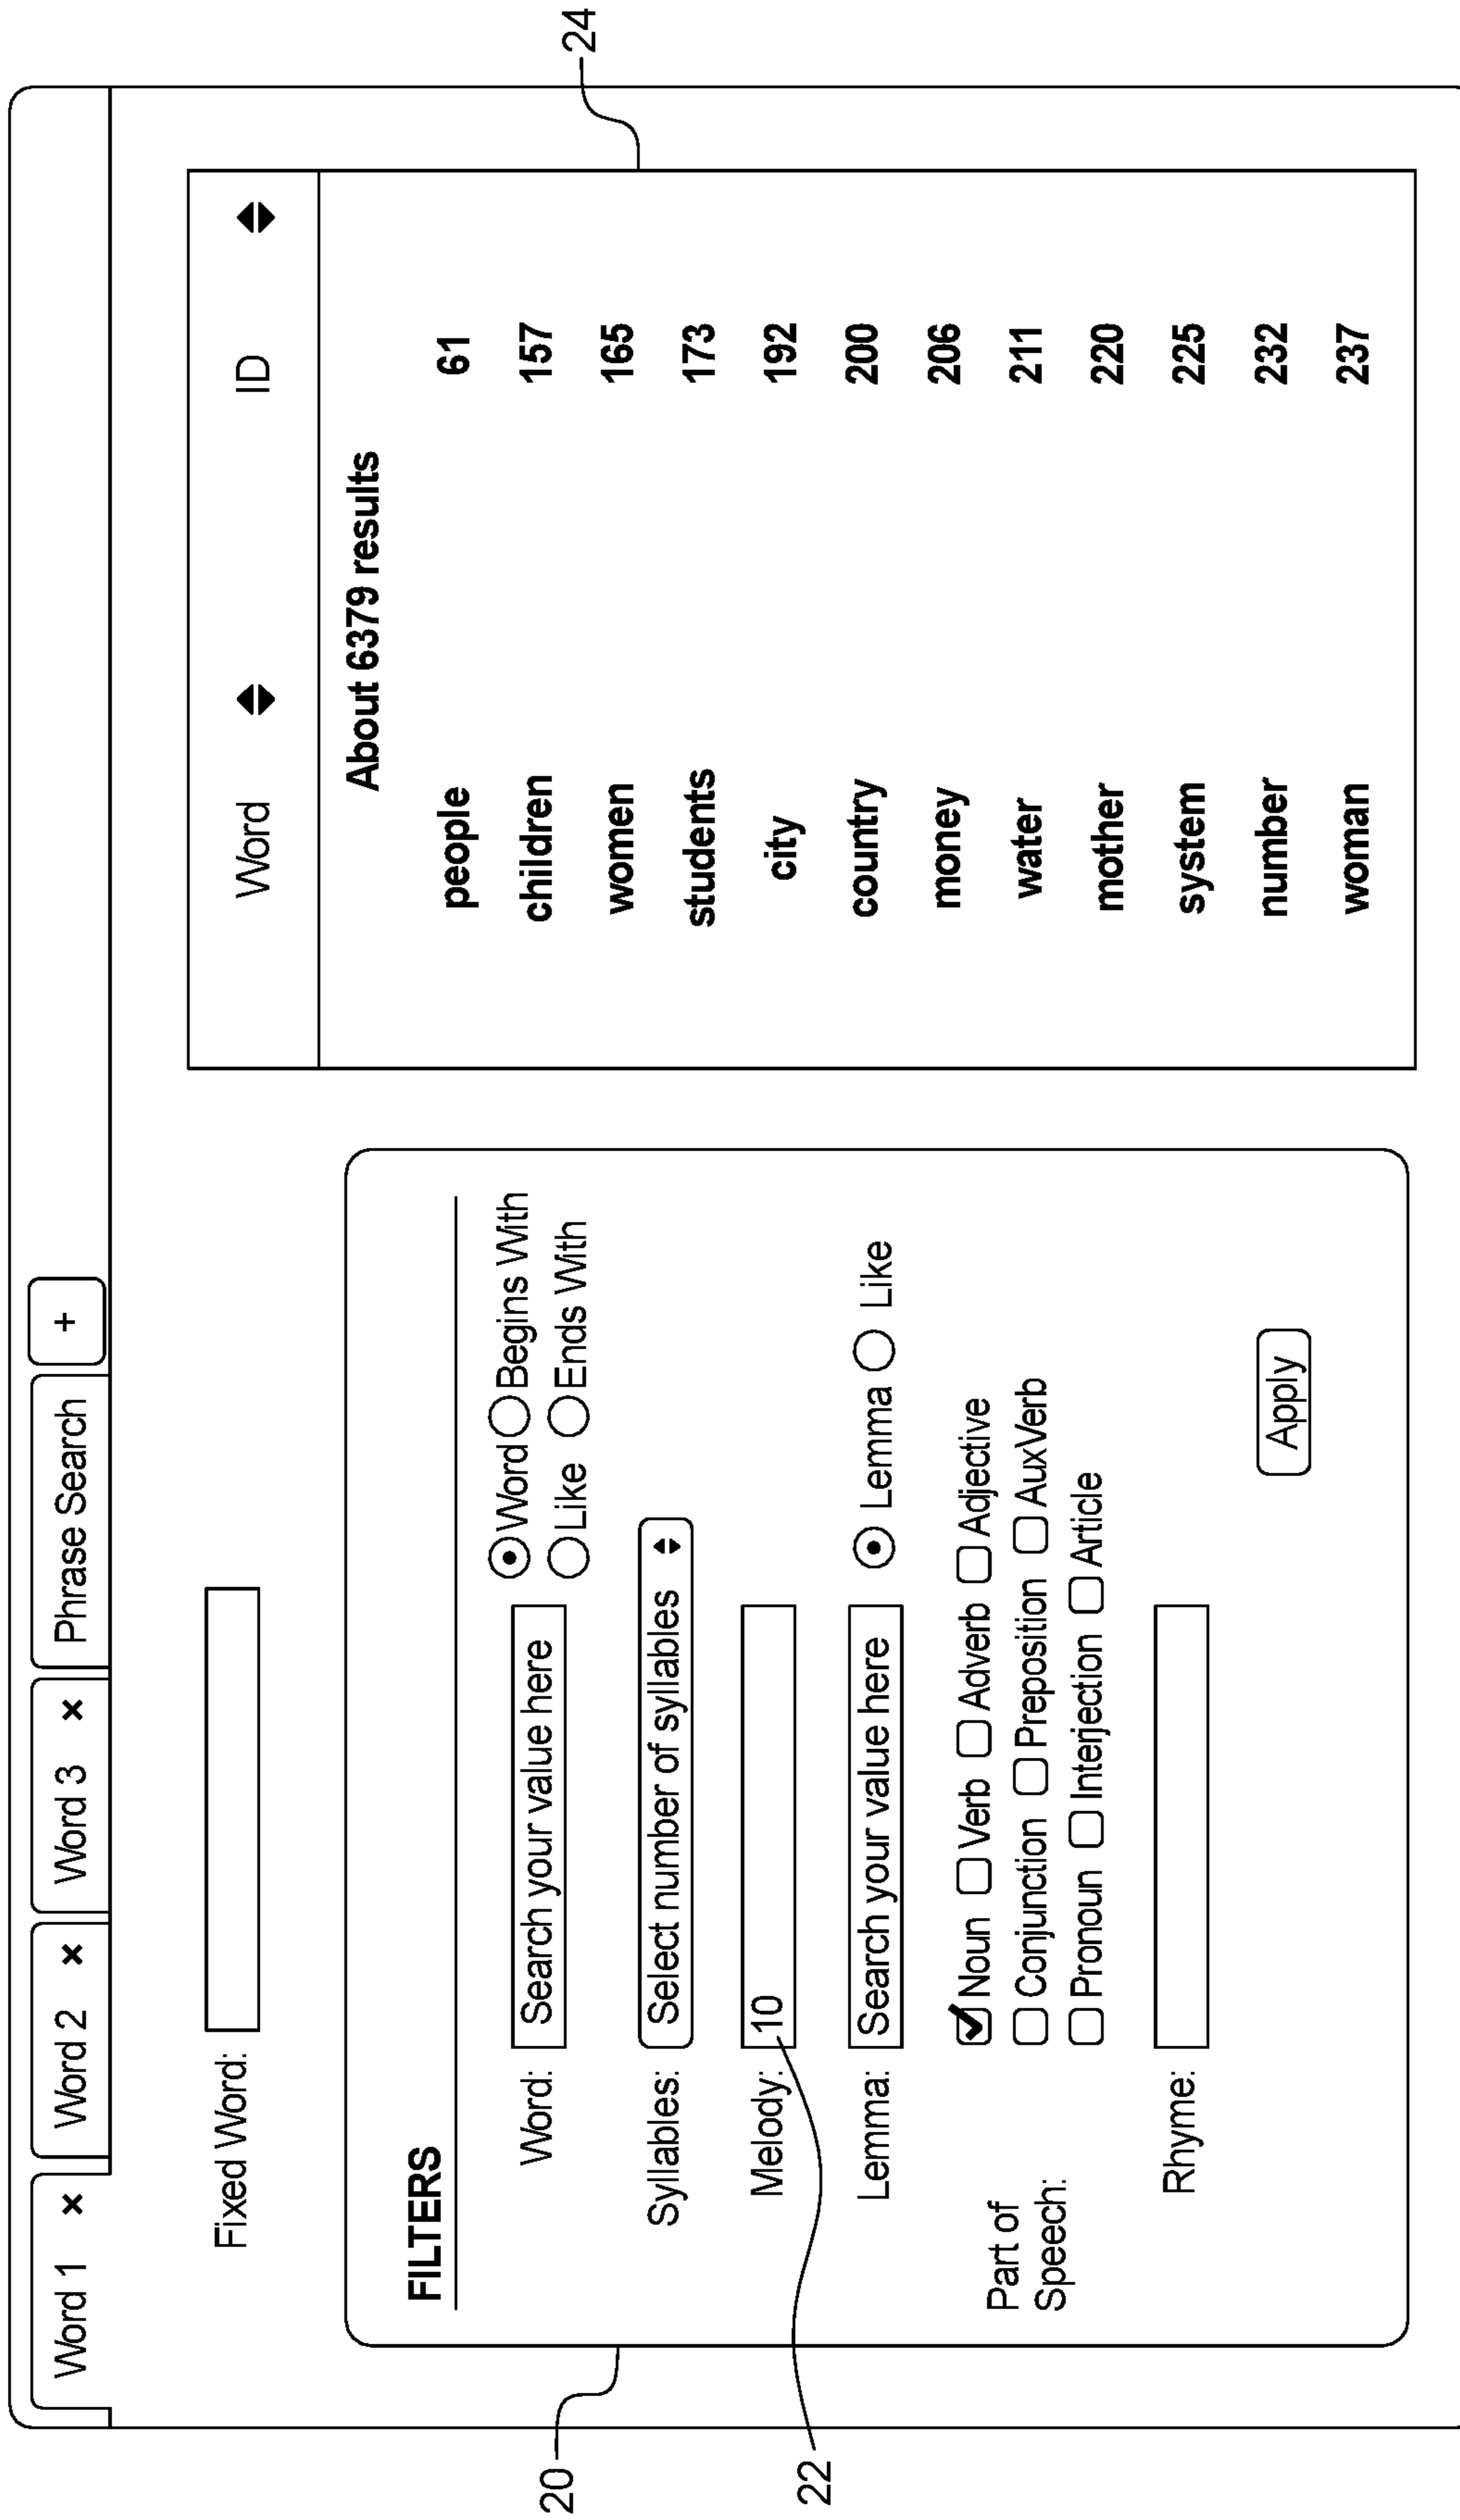 Word 1 × Word 2 × Word 3 × Phrase Search +
Fixed Word:
FILTERS
Word: Search your value here Word Begins With
Like Ends With
Syllables: Select number of syllables
Melody: 10
Lemma: Search your value here Lemma Like
Part of
Speech:
Noun Verb Adverb Adjective
Conjunction Preposition AuxVerb
Pronoun Interjection Article
Rhyme:
Apply
Word ID
About 6379 results
people 61
children 157
women 165
students 173
city 192
country 200
money 206
water 211
mother 220
system 225
number 232
woman 237
20
22
24